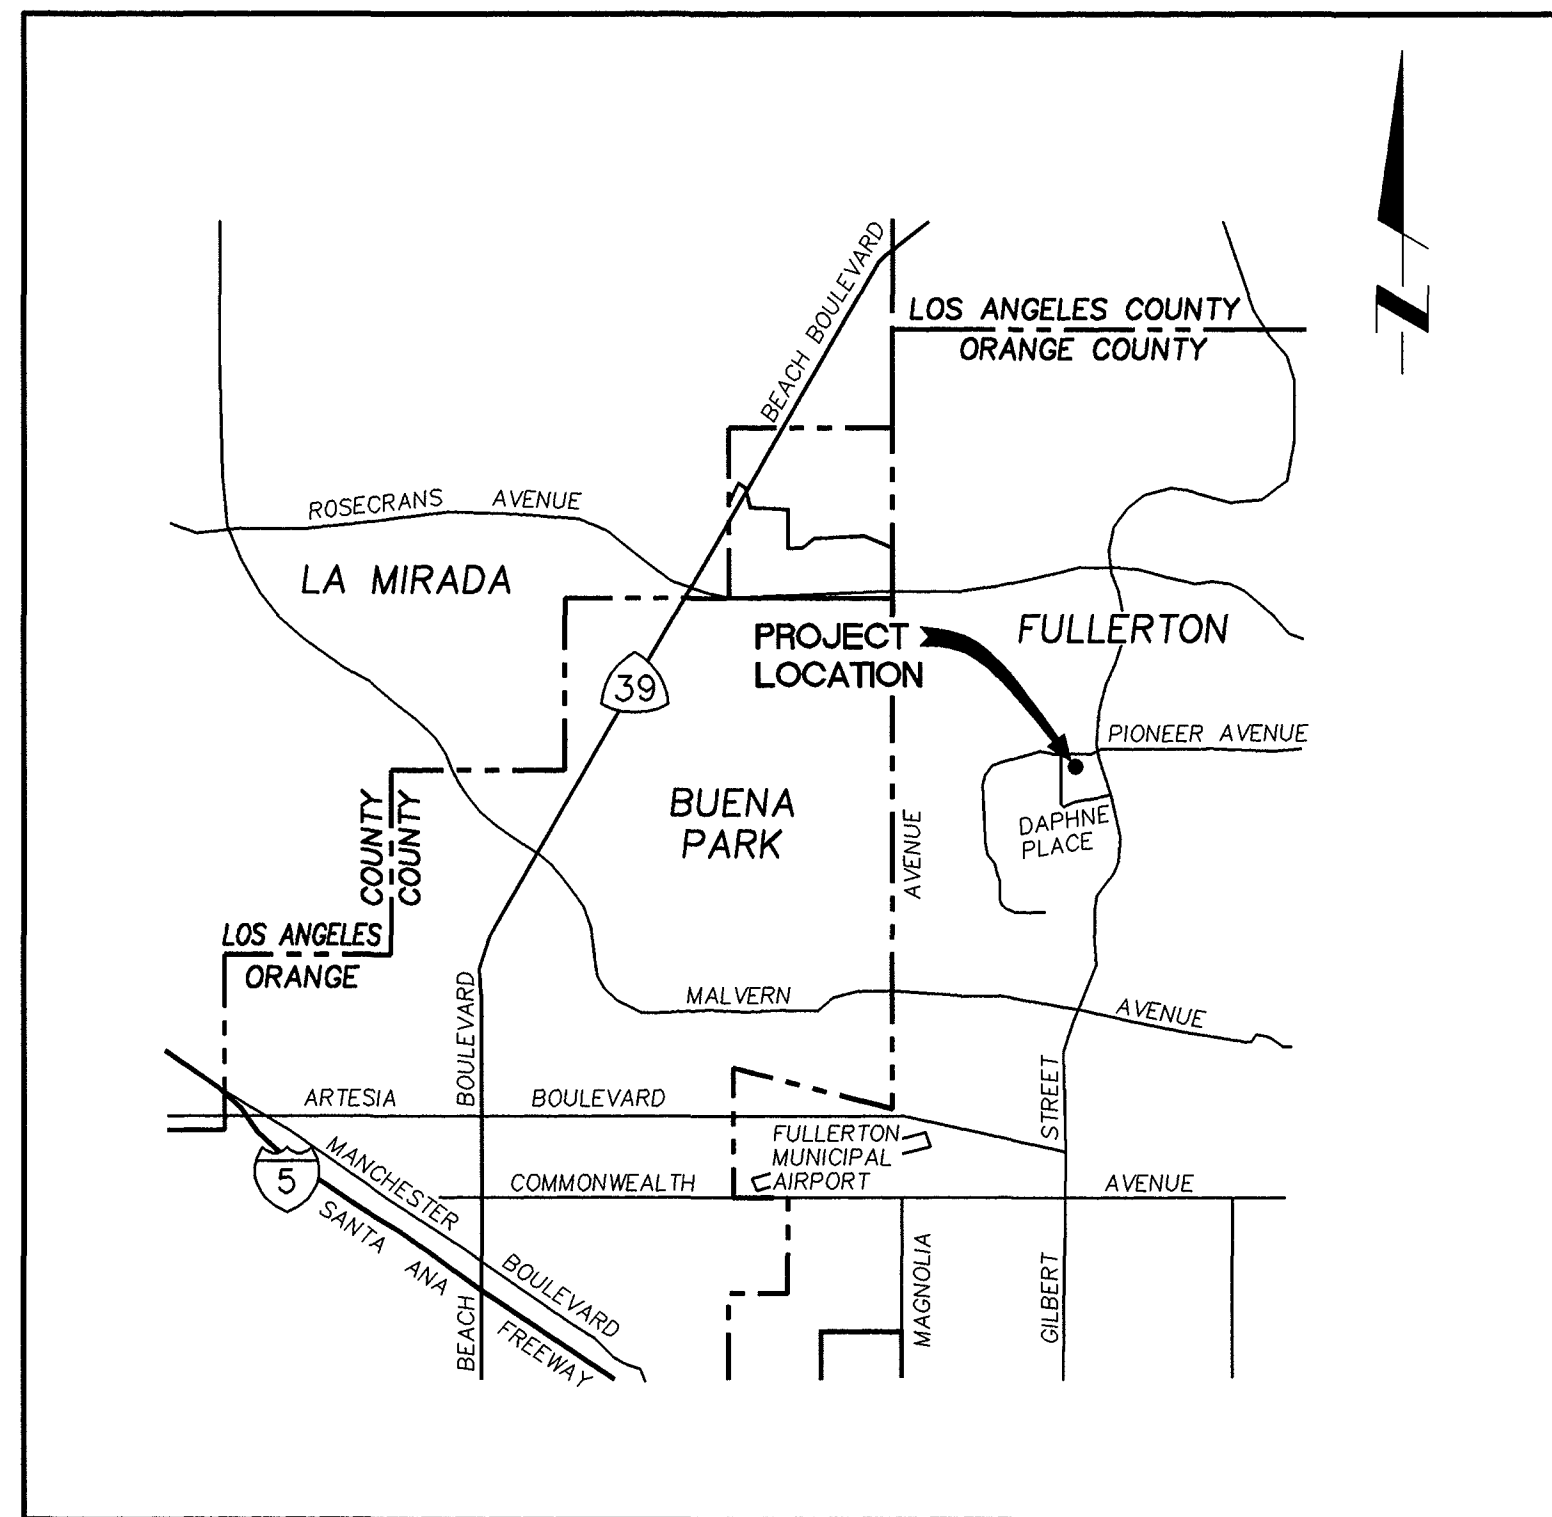 BEACH BOULEVARD
LOS ANGELES COUNTY
ORANGE COUNTY
N
ROSECRANS AVENUE
LA MIRADA
PROJECT
LOCATION
FULLERTON
39
PIONEER AVENUE
BUENA
PARK
DAPHNE
PLACE
AVENUE
COUNTY
COUNTY
LOS ANGELES
ORANGE
MALVERN AVENUE
BOULEVARD
STREET
ARTESIA BOULEVARD
FULLERTON
MUNICIPAL
AIRPORT
5
MANCHESTER BOULEVARD
COMMONWEALTH AVENUE
SANTA ANA FREEWAY
BEACH
MAGNOLIA
GILBERT